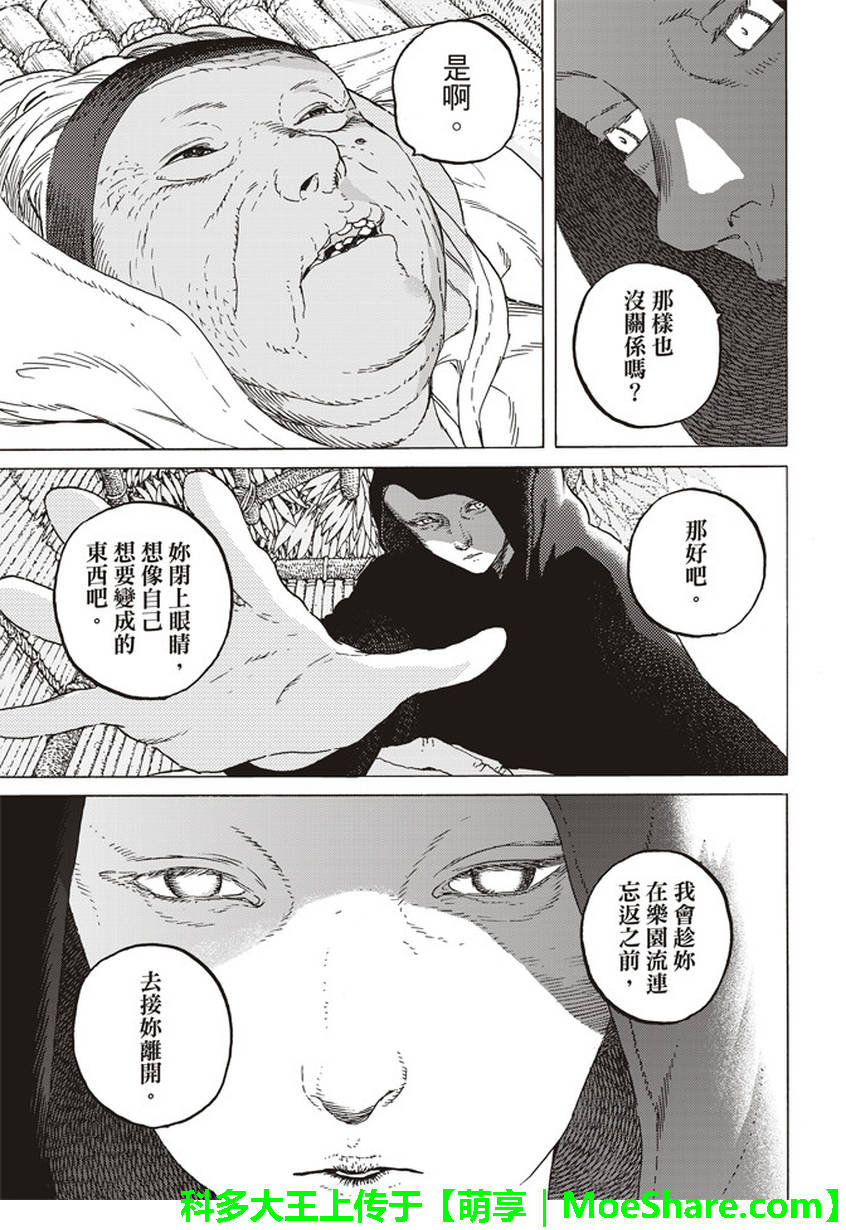 那樣也
沒關係嗎？
是啊。
那好吧。
妳閉上眼睛，
想像自己
想要變成的
東西吧。
我會趁妳
在樂園流連
忘返之前，
去接妳離開。
科多大王上传于【萌享｜MoeShare.com】